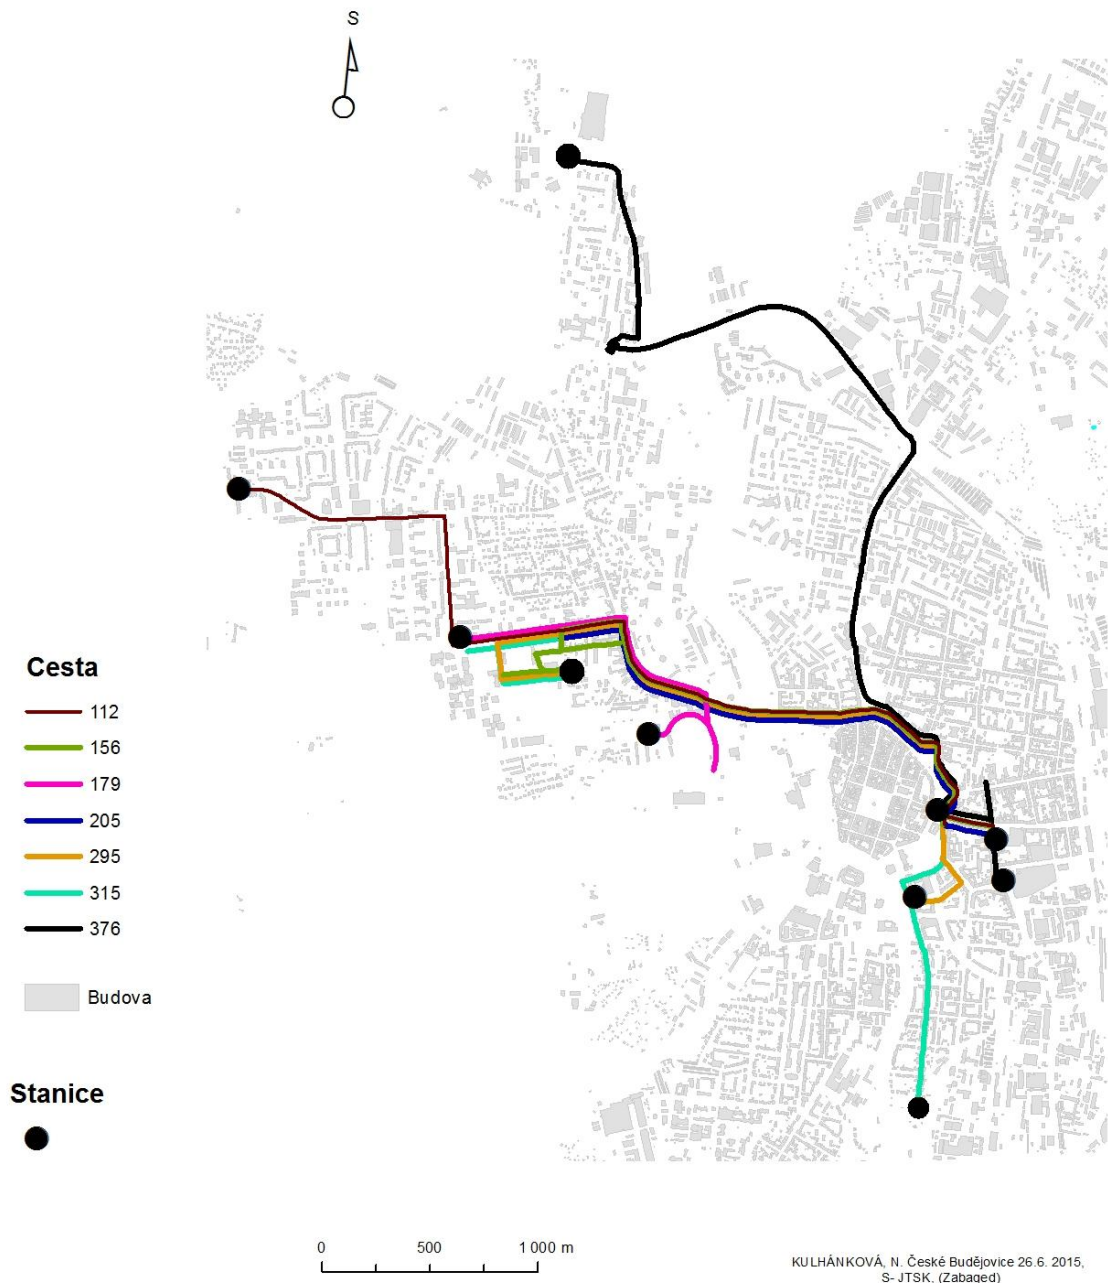 S
Cesta
112
156
179
205
295
315
376
Budova
Stanice
0 500 1 000 m
KULHÁNKOVÁ, N. České Budějovice 26.6. 2015,
S- JTSK, (Zabaged)